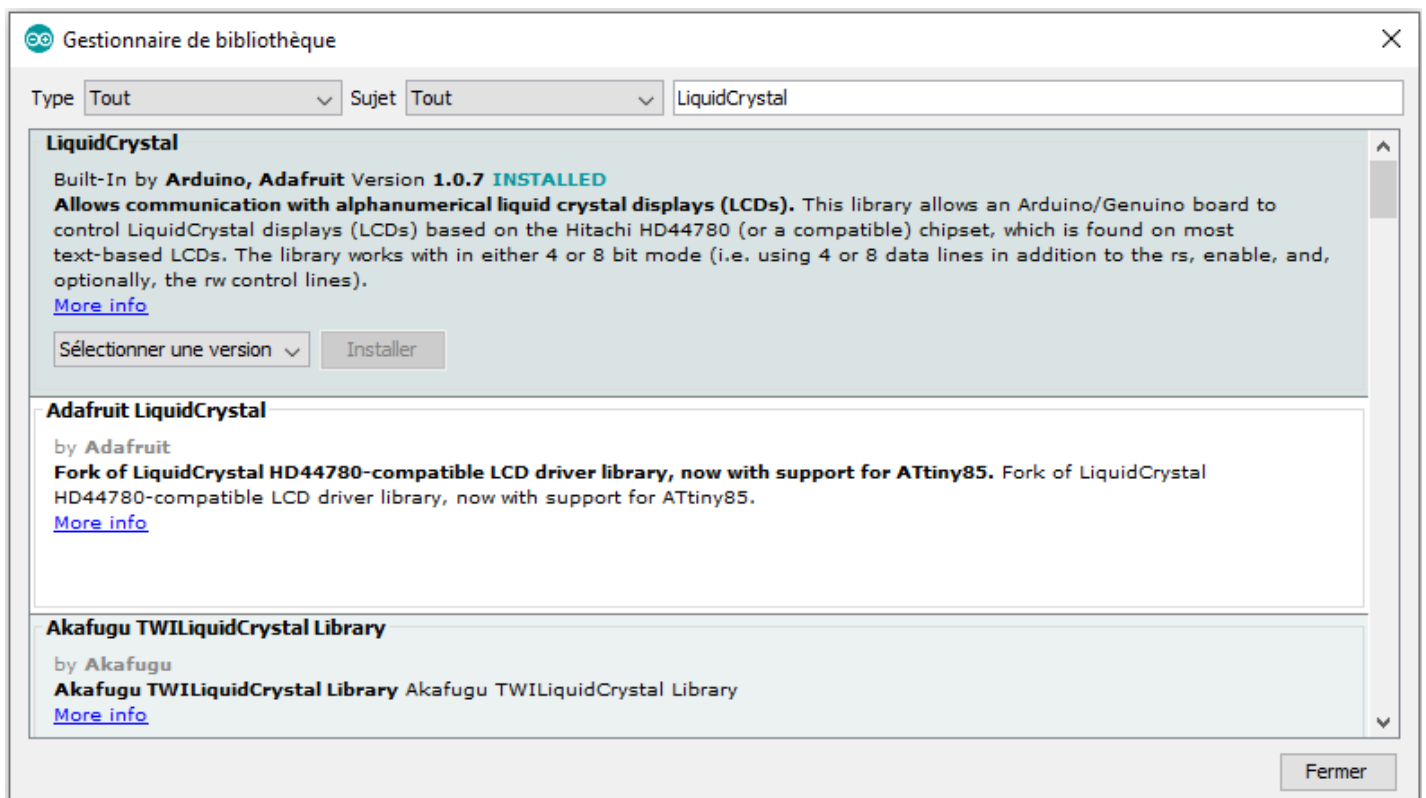 Gestionnaire de bibliothèque
Type Tout Sujet Tout LiquidCrystal
LiquidCrystal
Built-In by Arduino, Adafruit Version 1.0.7 INSTALLED
Allows communication with alphanumerical liquid crystal displays (LCDs). This library allows an Arduino/Genuino board to
control LiquidCrystal displays (LCDs) based on the Hitachi HD44780 (or a compatible) chipset, which is found on most
text-based LCDs. The library works with in either 4 or 8 bit mode (i.e. using 4 or 8 data lines in addition to the rs, enable, and,
optionally, the rw control lines).
More info
Sélectionner une version Installer
Adafruit LiquidCrystal
by Adafruit
Fork of LiquidCrystal HD44780-compatible LCD driver library, now with support for ATtiny85. Fork of LiquidCrystal
HD44780-compatible LCD driver library, now with support for ATtiny85.
More info
Akafugu TWILiquidCrystal Library
by Akafugu
Akafugu TWILiquidCrystal Library Akafugu TWILiquidCrystal Library
More info
Fermer